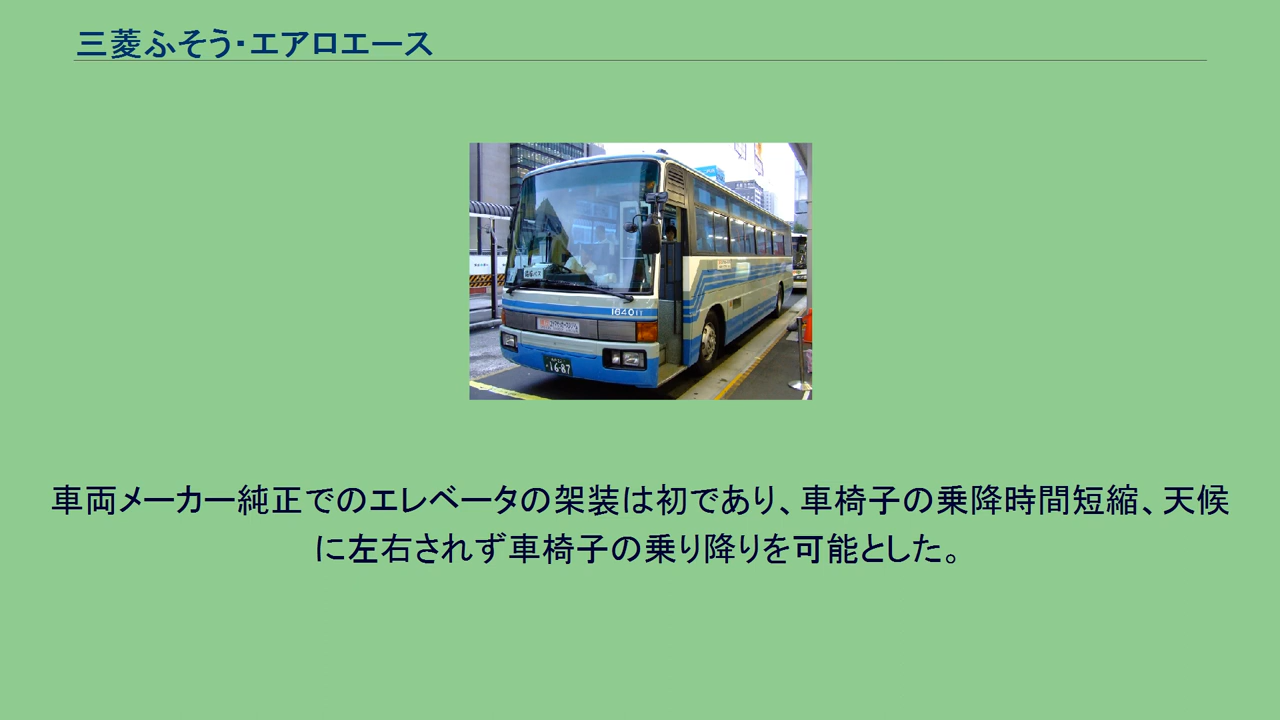 三菱ふそう・エアロエース
164011
・16-87
車両メーカー純正でのエレベータの架装は初であり、車椅子の乗降時間短縮、天候
に左右されず車椅子の乗り降りを可能とした。